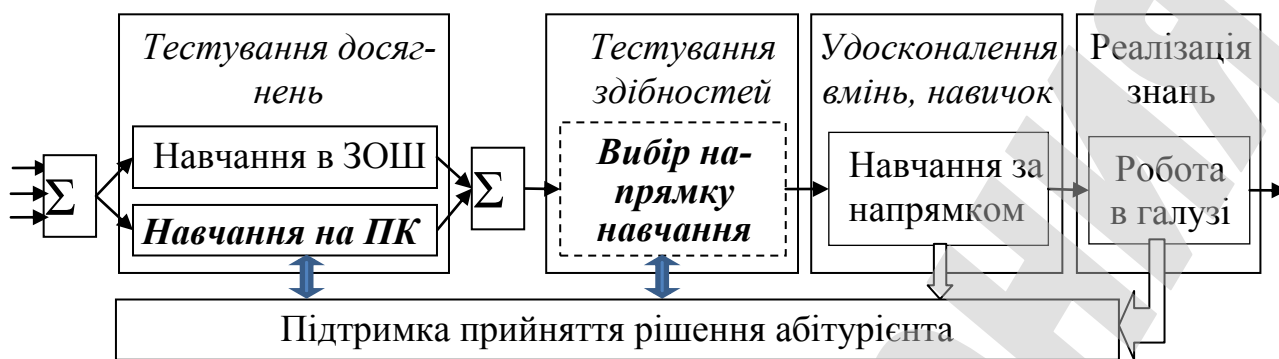 Тестування досяг-
нень
Навчання в ЗОШ
Навчання на ПК
Σ
Σ
Тестування
здібностей
Вибір на-
прямку
навчання
Удосконалення
вмінь, навичок
Навчання за
напрямком
Реалізація
знань
Робота
в галузі
Підтримка прийняття рішення абітурієнта